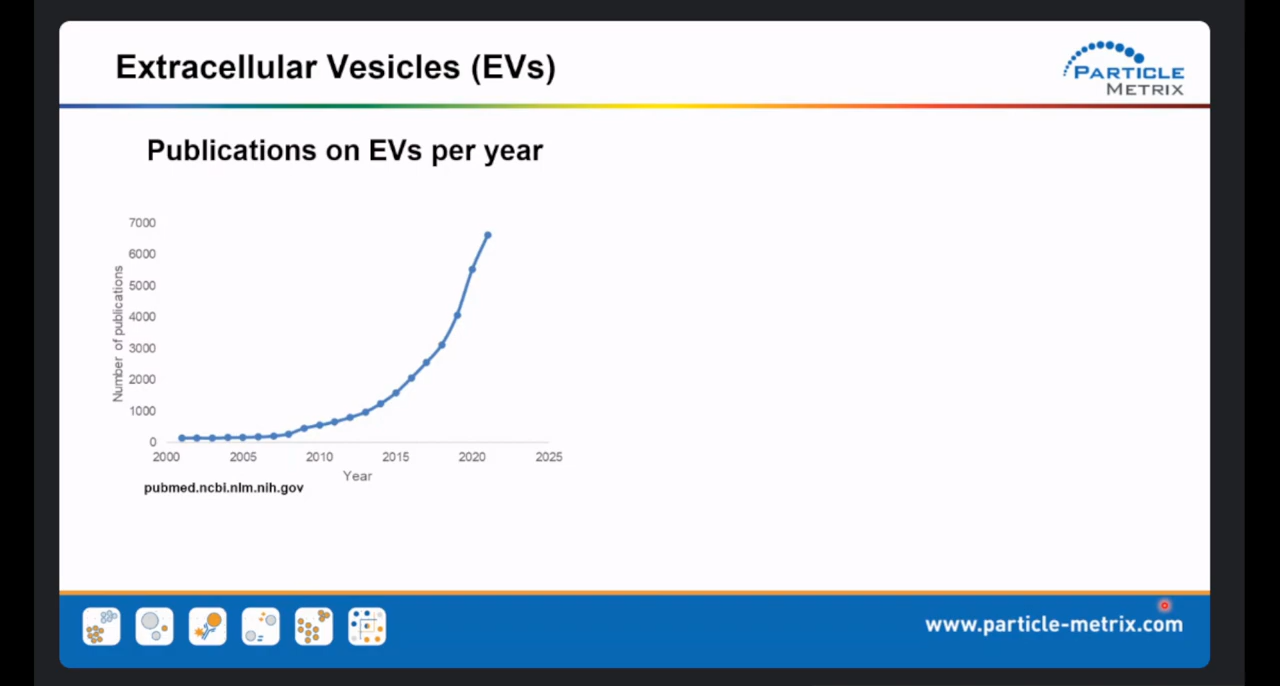 Extracellular Vesicles (EVs)
PARTICLE
METRIX
Publications on EVs per year
7000
6000
5000
4000
3000
2000
1000
0
Number of publications
2000 2005 2010 2015 2020 2025
Year
pubmed.ncbi.nlm.nih.gov
www.particle-metrix.com